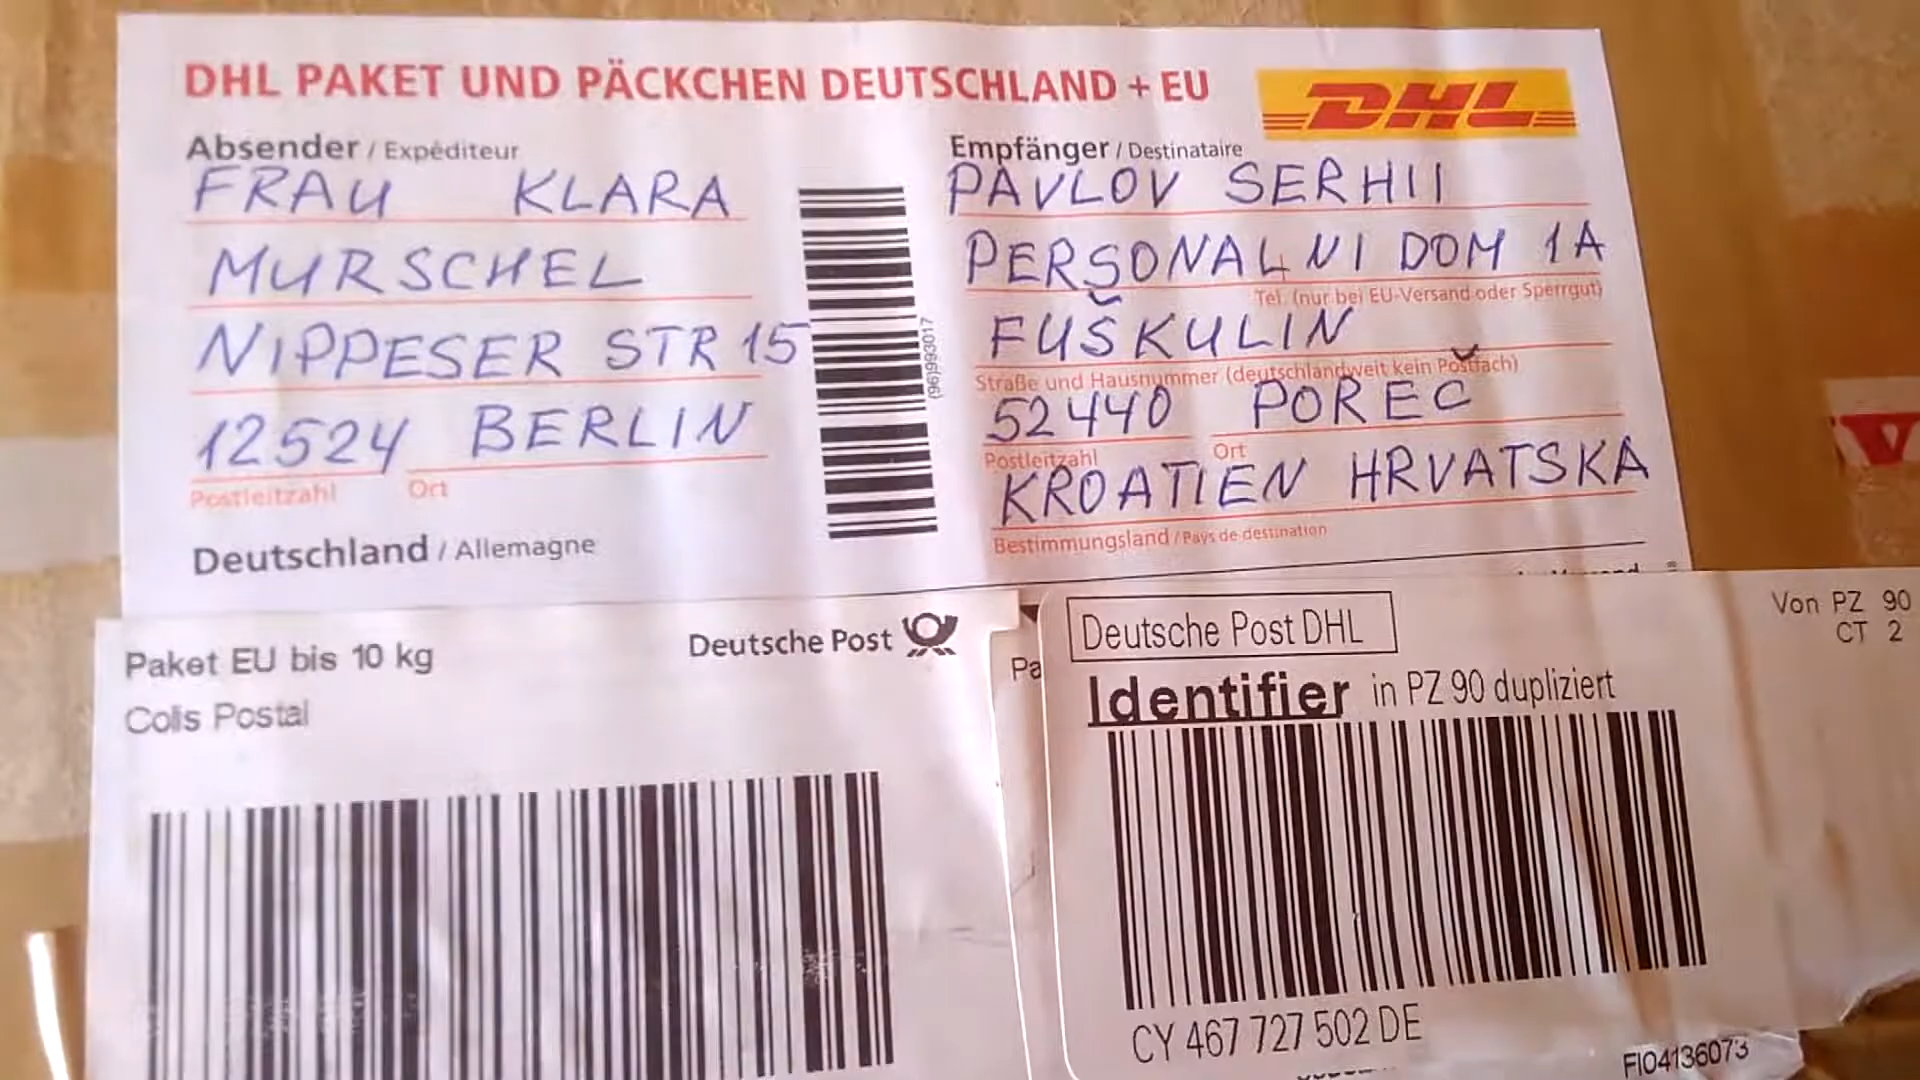 DHL PAKET UND PÄCKCHEN DEUTSCHLAND + EU
DHL
Absender / Expéditeur
FRAU KLARA
MURSCHEL
NIPPESER STR 15
12524 BERLIN
Postleitzahl Ort
Deutschland / Allemagne
(96)993017
Empfänger / Destinataire
PAVLOV SERHII
PERSONALNI DOM 1A
Tel. (nur bei EU-Versand oder Sperrgut)
FUŠKULIN
Straße und Hausnummer (deutschlandweit kein Postfach)
52440 POREČ
Postleitzahl Ort
KROATIEN HRVATSKA
Bestimmungsland / Pays de destination
Paket EU bis 10 kg
Colis Postal
Deutsche Post
Pa
Deutsche Post DHL
Identifier in PZ 90 dupliziert
CY 467 727 502 DE
FI04136073
Von PZ 90
CT 2
V